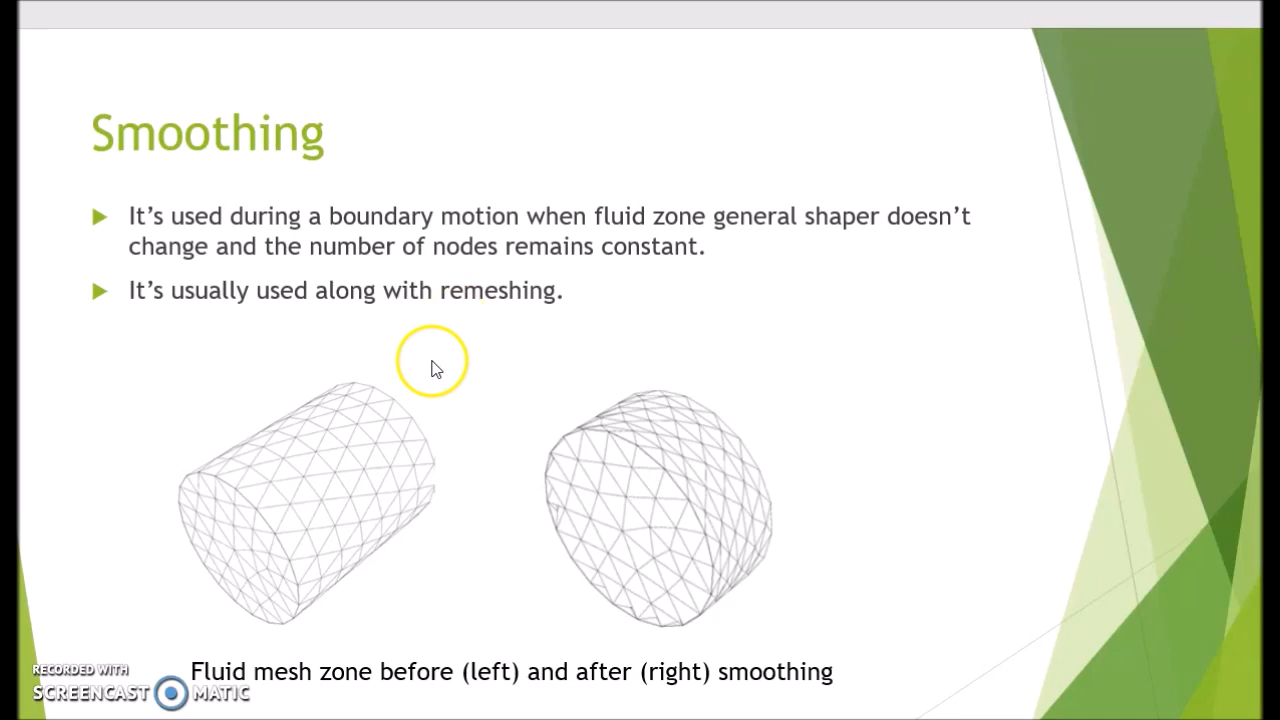 Smoothing
It's used during a boundary motion when fluid zone general shaper doesn't
change and the number of nodes remains constant.
It's usually used along with remeshing.
Fluid mesh zone before (left) and after (right) smoothing
RECORDED WITH
SCREENCAST MATIC